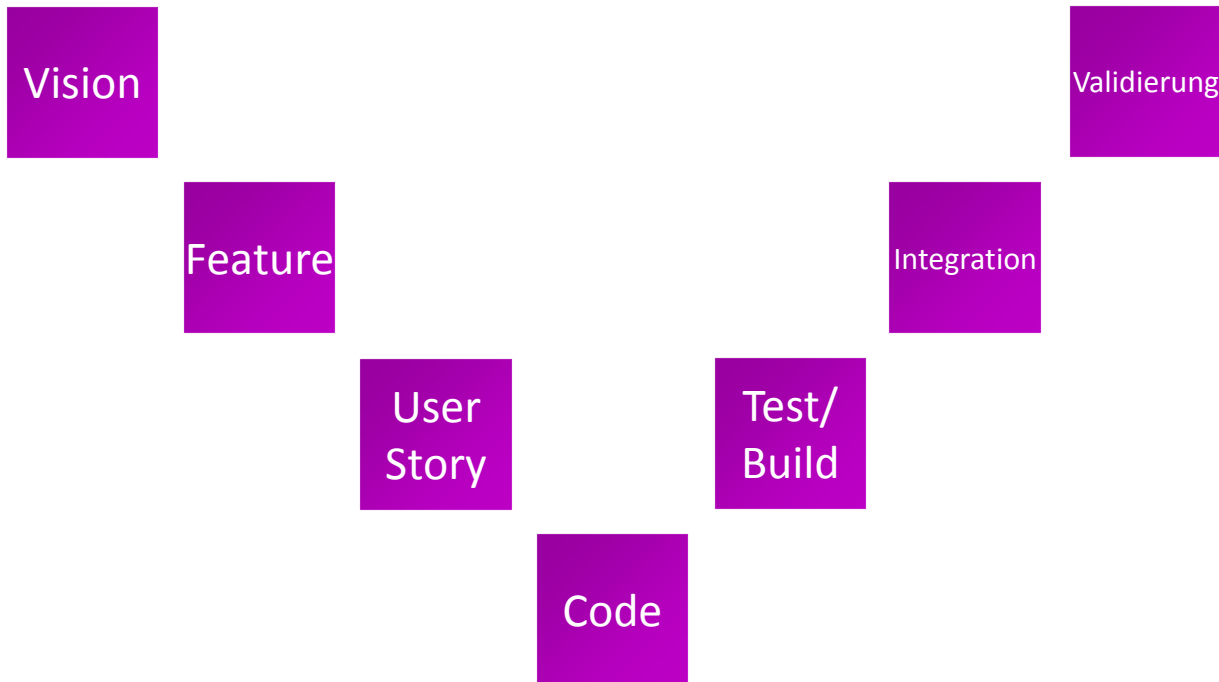 Vision
Validierung
Feature
Integration
User
Story
Test/
Build
Code